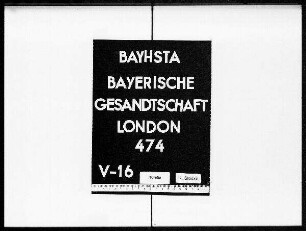 BAYHSTA
BAYERISCHE
GESANDTSCHAFT
LONDON
474
V-16